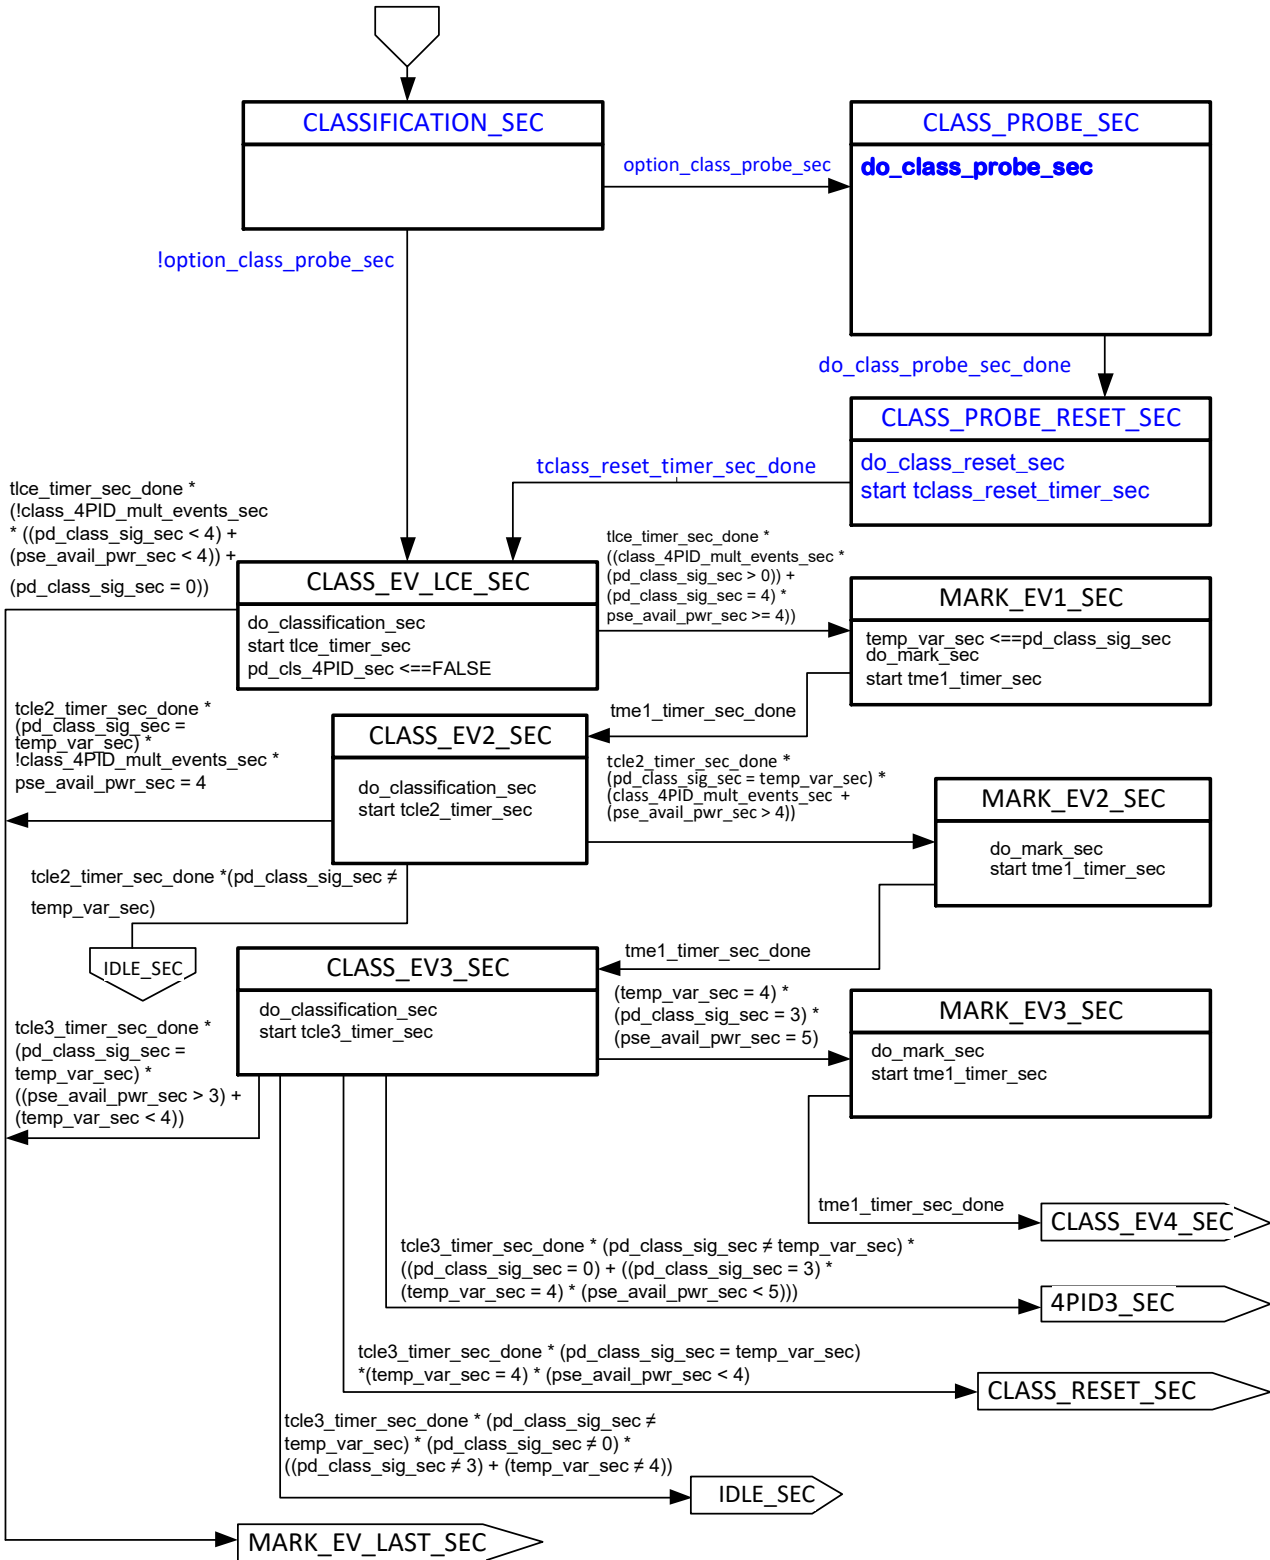 CLASSIFICATION_SEC
CLASS_PROBE_SEC
option_class_probe_sec
do_class_probe_sec
!option_class_probe_sec
do_class_probe_sec_done
CLASS_PROBE_RESET_SEC
do_class_reset_sec
start tclass_reset_timer_sec
tclass_reset_timer_sec_done
tlce_timer_sec_done *
(!class_4PID_mult_events_sec
* ((pd_class_sig_sec < 4) +
(pse_avail_pwr_sec < 4)) +
(pd_class_sig_sec = 0))
CLASS_EV_LCE_SEC
do_classification_sec
start tlce_timer_sec
pd_cls_4PID_sec <==FALSE
tlce_timer_sec_done *
((class_4PID_mult_events_sec *
(pd_class_sig_sec > 0)) +
(pd_class_sig_sec = 4) *
pse_avail_pwr_sec >= 4))
MARK_EV1_SEC
temp_var_sec <==pd_class_sig_sec
do_mark_sec
start tme1_timer_sec
tme1_timer_sec_done
tcle2_timer_sec_done *
(pd_class_sig_sec =
temp_var_sec) *
!class_4PID_mult_events_sec *
pse_avail_pwr_sec = 4
CLASS_EV2_SEC
do_classification_sec
start tcle2_timer_sec
tcle2_timer_sec_done *
(pd_class_sig_sec = temp_var_sec) *
(class_4PID_mult_events_sec +
(pse_avail_pwr_sec > 4))
MARK_EV2_SEC
do_mark_sec
start tme1_timer_sec
tcle2_timer_sec_done *(pd_class_sig_sec ≠
temp_var_sec)
IDLE_SEC
tme1_timer_sec_done
CLASS_EV3_SEC
do_classification_sec
start tcle3_timer_sec
(temp_var_sec = 4) *
(pd_class_sig_sec = 3) *
(pse_avail_pwr_sec = 5)
MARK_EV3_SEC
do_mark_sec
start tme1_timer_sec
tcle3_timer_sec_done *
(pd_class_sig_sec =
temp_var_sec) *
((pse_avail_pwr_sec > 3) +
(temp_var_sec < 4))
tme1_timer_sec_done
CLASS_EV4_SEC
tcle3_timer_sec_done * (pd_class_sig_sec ≠ temp_var_sec) *
((pd_class_sig_sec = 0) + ((pd_class_sig_sec = 3) *
(temp_var_sec = 4) * (pse_avail_pwr_sec < 5)))
4PID3_SEC
tcle3_timer_sec_done * (pd_class_sig_sec = temp_var_sec)
*(temp_var_sec = 4) * (pse_avail_pwr_sec < 4)
CLASS_RESET_SEC
tcle3_timer_sec_done * (pd_class_sig_sec ≠
temp_var_sec) * (pd_class_sig_sec ≠ 0) *
((pd_class_sig_sec ≠ 3) + (temp_var_sec ≠ 4))
IDLE_SEC
MARK_EV_LAST_SEC